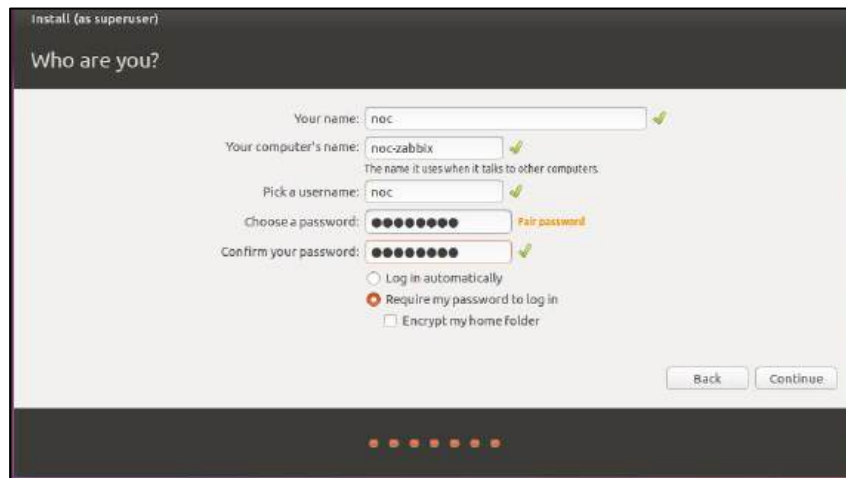 Install (as superuser)
Who are you?
Your name: noc
Your computer's name: noc-zabbix
The name it uses when it talks to other computers.
Pick a username: noc
Choose a password: ●●●●●●●● Fair password
Confirm your password: ●●●●●●●●
Log in automatically
Require my password to log in
Encrypt my home folder
Back Continue